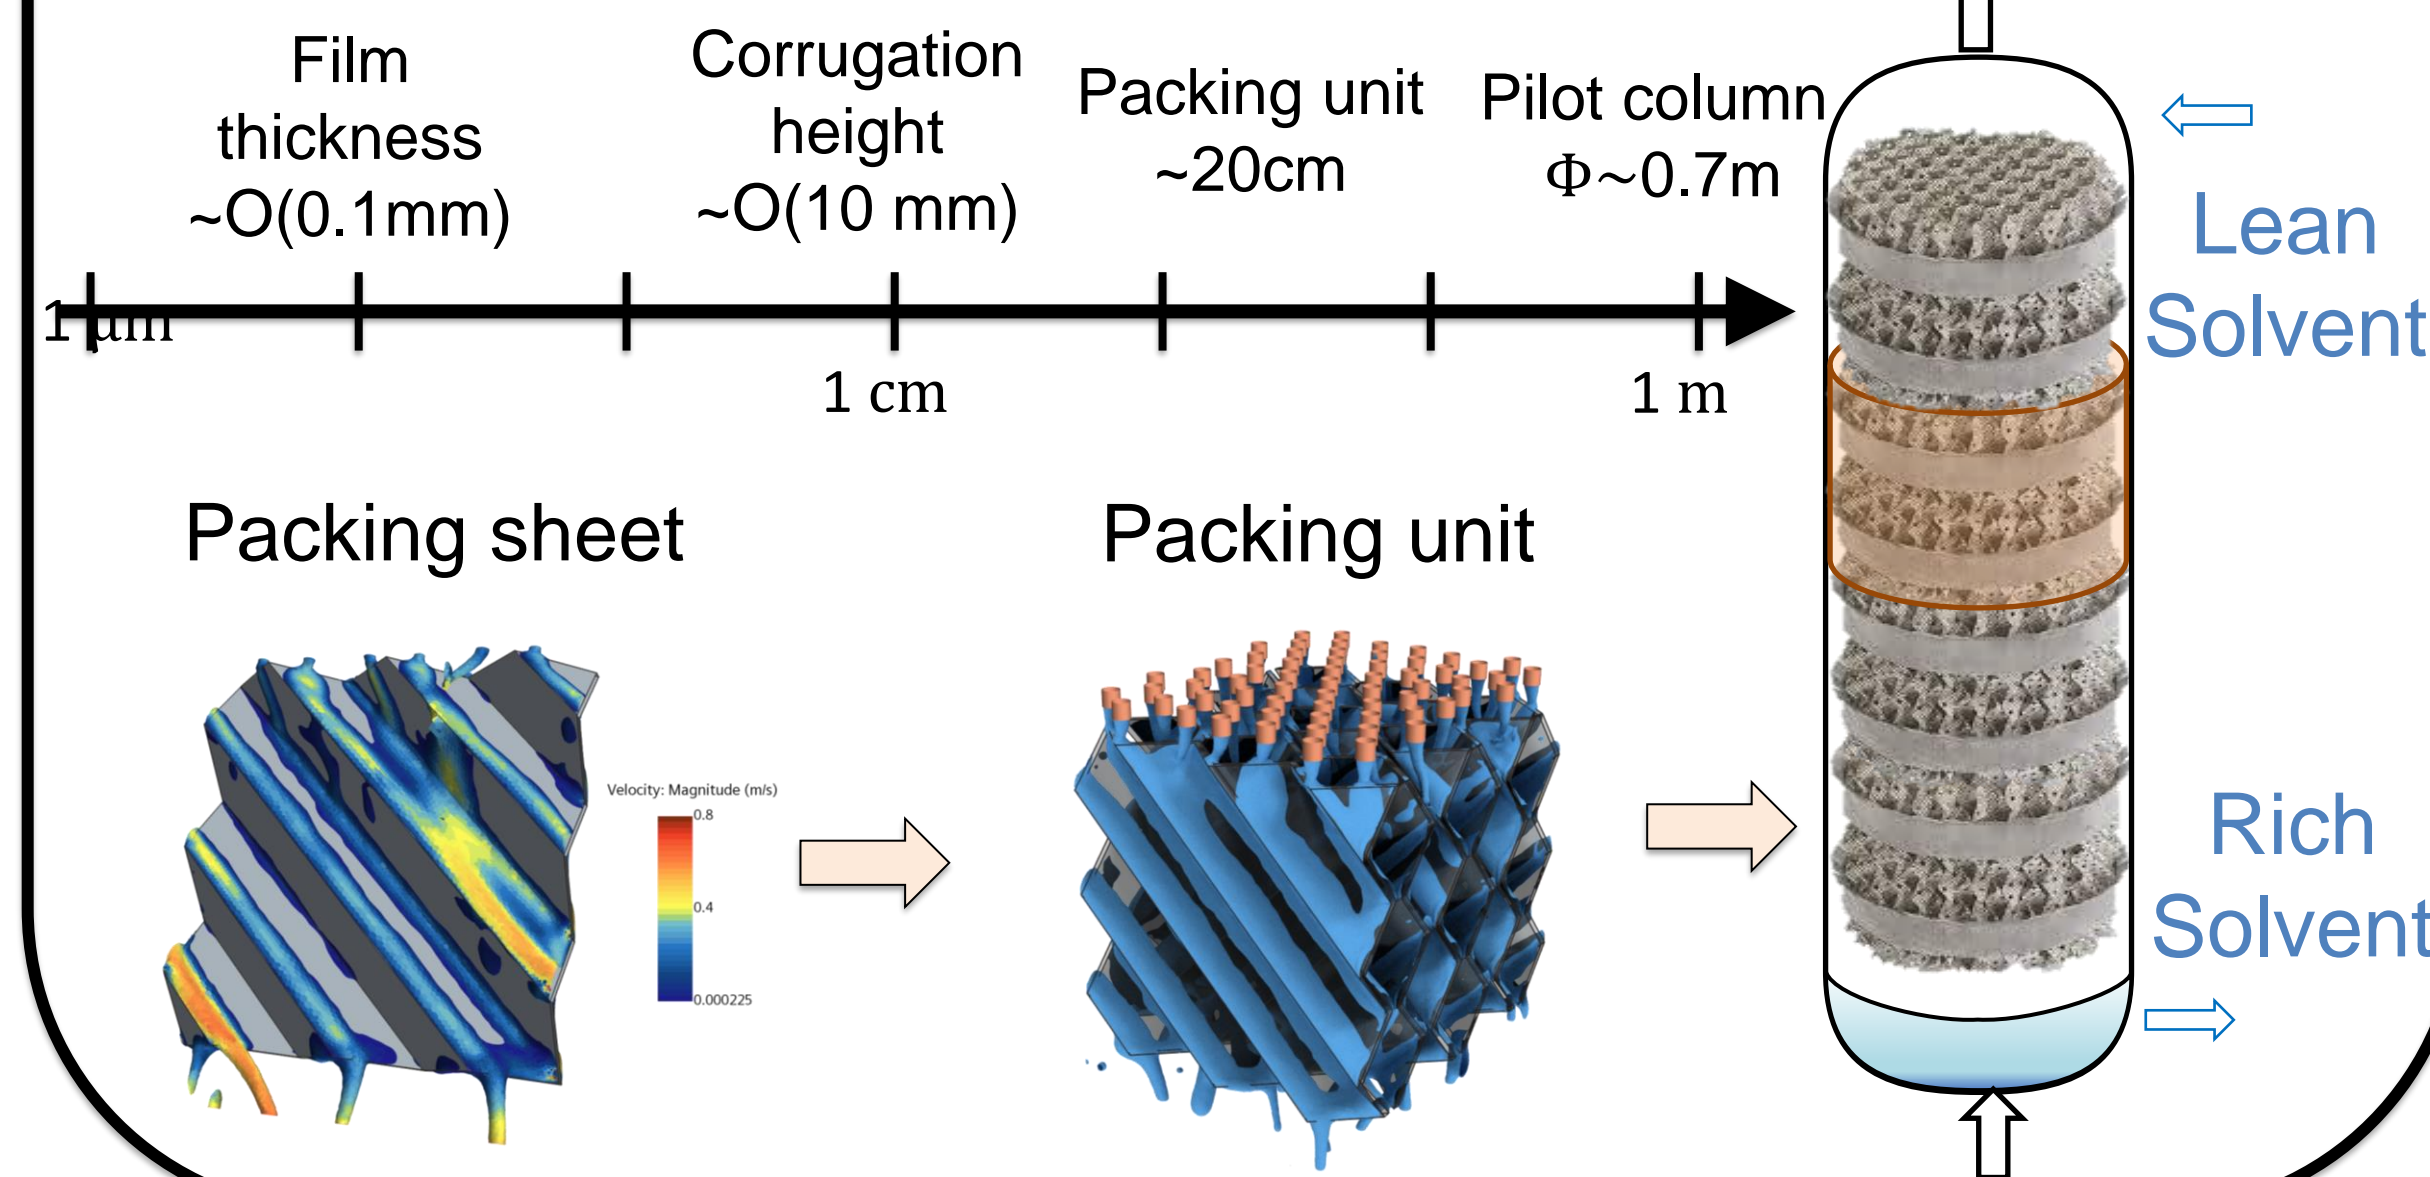 Film
thickness
~O(0.1mm)
Corrugation
height
~O(10 mm)
Packing unit
~20cm
Pilot column
Φ~0.7m
Lean
Solvent
1 μm
1 cm
1 m
Packing sheet
Packing unit
Velocity: Magnitude (m/s)
0.8
0.4
0.000225
Rich
Solvent